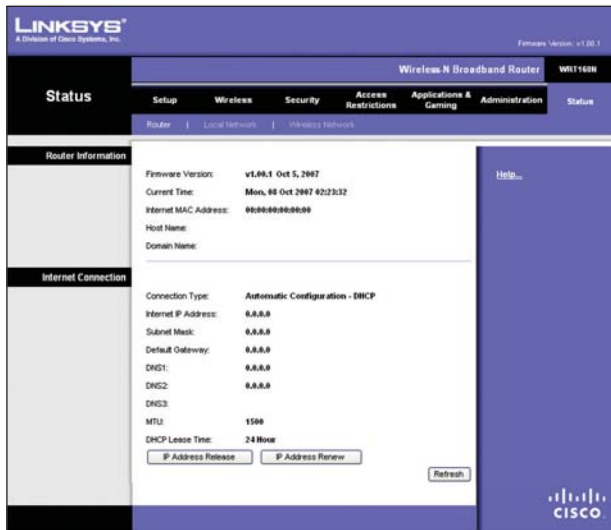 LINKSYS®
A Division of Cisco Systems, Inc.
Firmware Version: v1.00.1
Wireless-N Broadband Router WRT160N
Status
Setup Wireless Security Access Restrictions Applications & Gaming Administration Status
Router | Local Network | Wireless Network
Router Information
Firmware Version: v1.00.1 Oct 5, 2007
Current Time: Mon, 08 Oct 2007 02:23:32
Internet MAC Address: 00:00:00:00:00:00
Host Name:
Domain Name:
Help...
Internet Connection
Connection Type: Automatic Configuration - DHCP
Internet IP Address: 0.0.0.0
Subnet Mask: 0.0.0.0
Default Gateway: 0.0.0.0
DNS1: 0.0.0.0
DNS2: 0.0.0.0
DNS3:
MTU: 1500
DHCP Lease Time: 24 Hour
IP Address Release IP Address Renew
Refresh
CISCO